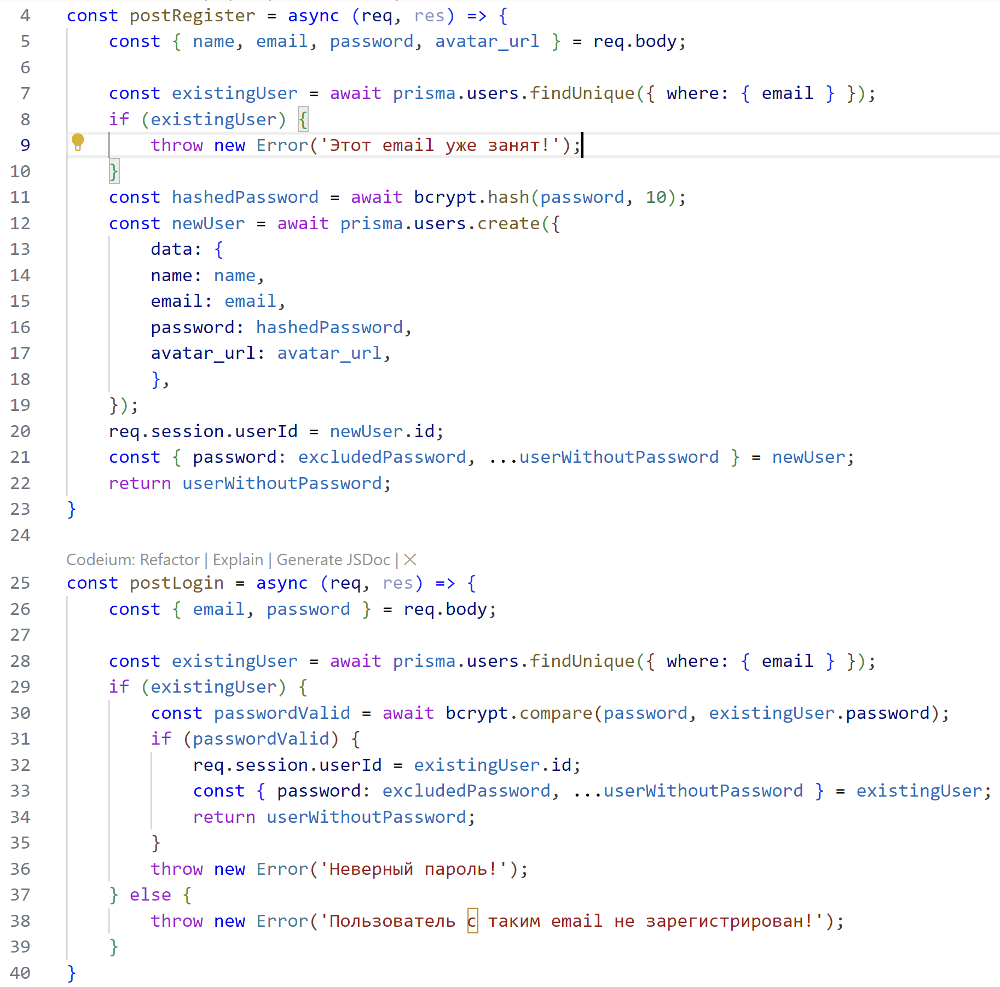 4 const postRegister = async (req, res) => {
5 const { name, email, password, avatar_url } = req.body;
6
7 const existingUser = await prisma.users.findUnique({ where: { email } });
8 if (existingUser) {
9 throw new Error('Этот email уже занят!');
10 }
11 const hashedPassword = await bcrypt.hash(password, 10);
12 const newUser = await prisma.users.create({
13 data: {
14 name: name,
15 email: email,
16 password: hashedPassword,
17 avatar_url: avatar_url,
18 },
19 });
20 req.session.userId = newUser.id;
21 const { password: excludedPassword, ...userWithoutPassword } = newUser;
22 return userWithoutPassword;
23 }
24
Codeium: Refactor | Explain | Generate JSDoc | ×
25 const postLogin = async (req, res) => {
26 const { email, password } = req.body;
27
28 const existingUser = await prisma.users.findUnique({ where: { email } });
29 if (existingUser) {
30 const passwordValid = await bcrypt.compare(password, existingUser.password);
31 if (passwordValid) {
32 req.session.userId = existingUser.id;
33 const { password: excludedPassword, ...userWithoutPassword } = existingUser;
34 return userWithoutPassword;
35 }
36 throw new Error('Неверный пароль!');
37 } else {
38 throw new Error('Пользователь с таким email не зарегистрирован!');
39 }
40 }